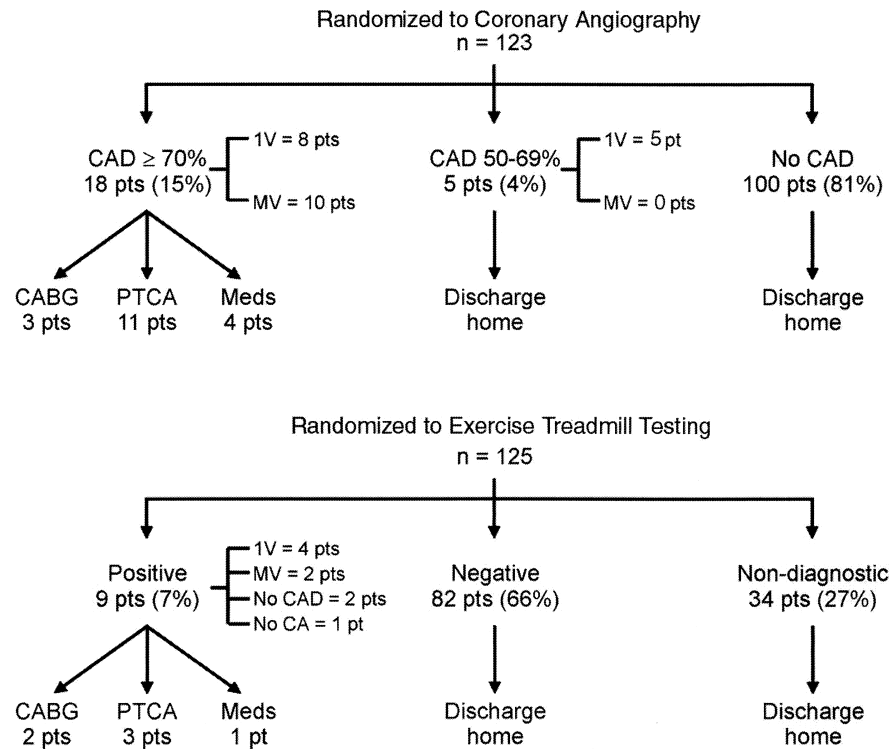 Randomized to Coronary Angiography
n = 123
CAD ≥ 70%
18 pts (15%)
1V = 8 pts
MV = 10 pts
CAD 50-69%
5 pts (4%)
1V = 5 pt
MV = 0 pts
No CAD
100 pts (81%)
CABG
3 pts
PTCA
11 pts
Meds
4 pts
Discharge
home
Discharge
home
Randomized to Exercise Treadmill Testing
n = 125
Positive
9 pts (7%)
1V = 4 pts
MV = 2 pts
No CAD = 2 pts
No CA = 1 pt
Negative
82 pts (66%)
Non-diagnostic
34 pts (27%)
CABG
2 pts
PTCA
3 pts
Meds
1 pt
Discharge
home
Discharge
home